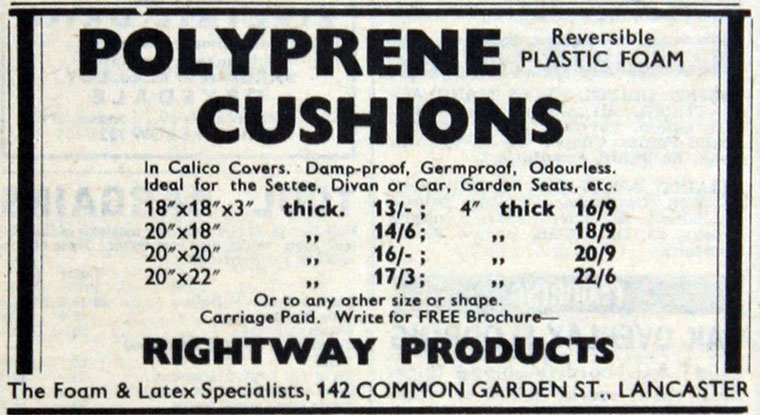 POLYPRENE Reversible
PLASTIC FOAM
CUSHIONS
In Calico Covers. Damp-proof, Germproof, Odourless.
Ideal for the Settee, Divan or Car, Garden Seats, etc.
18″x18″x3″ thick. 13/-; 4″ thick 16/9
20″x18″ ,, 14/6; ,, 18/9
20″x20″ ,, 16/-; ,, 20/9
20″x22″ ,, 17/3; ,, 22/6
Or to any other size or shape.
Carriage Paid. Write for FREE Brochure—
RIGHTWAY PRODUCTS
The Foam & Latex Specialists, 142 COMMON GARDEN ST., LANCASTER